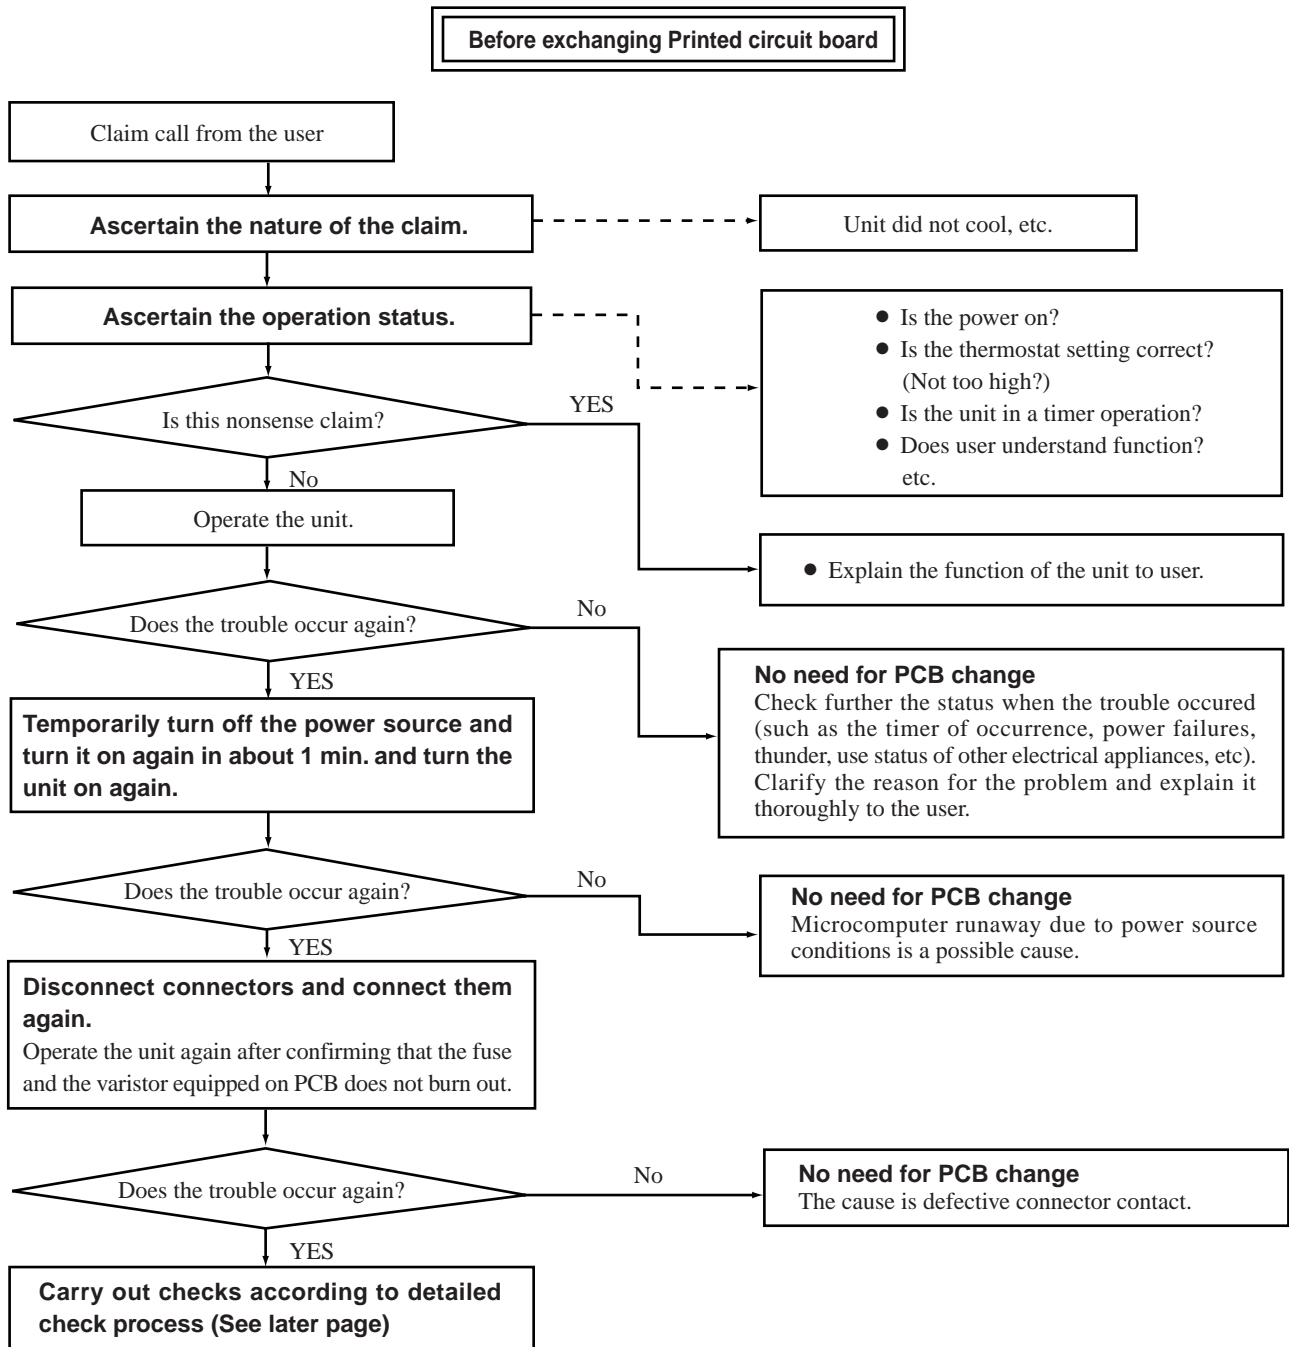 Before exchanging Printed circuit board
Claim call from the user
Ascertain the nature of the claim.
Unit did not cool, etc.
Ascertain the operation status.
● Is the power on?
● Is the thermostat setting correct?
(Not too high?)
● Is the unit in a timer operation?
● Does user understand function?
etc.
Is this nonsense claim?
YES
No
Operate the unit.
● Explain the function of the unit to user.
Does the trouble occur again?
No
YES
No need for PCB change
Check further the status when the trouble occured
(such as the timer of occurrence, power failures,
thunder, use status of other electrical appliances, etc).
Clarify the reason for the problem and explain it
thoroughly to the user.
Temporarily turn off the power source and
turn it on again in about 1 min. and turn the
unit on again.
Does the trouble occur again?
No
YES
No need for PCB change
Microcomputer runaway due to power source
conditions is a possible cause.
Disconnect connectors and connect them
again.
Operate the unit again after confirming that the fuse
and the varistor equipped on PCB does not burn out.
Does the trouble occur again?
No
YES
No need for PCB change
The cause is defective connector contact.
Carry out checks according to detailed
check process (See later page)